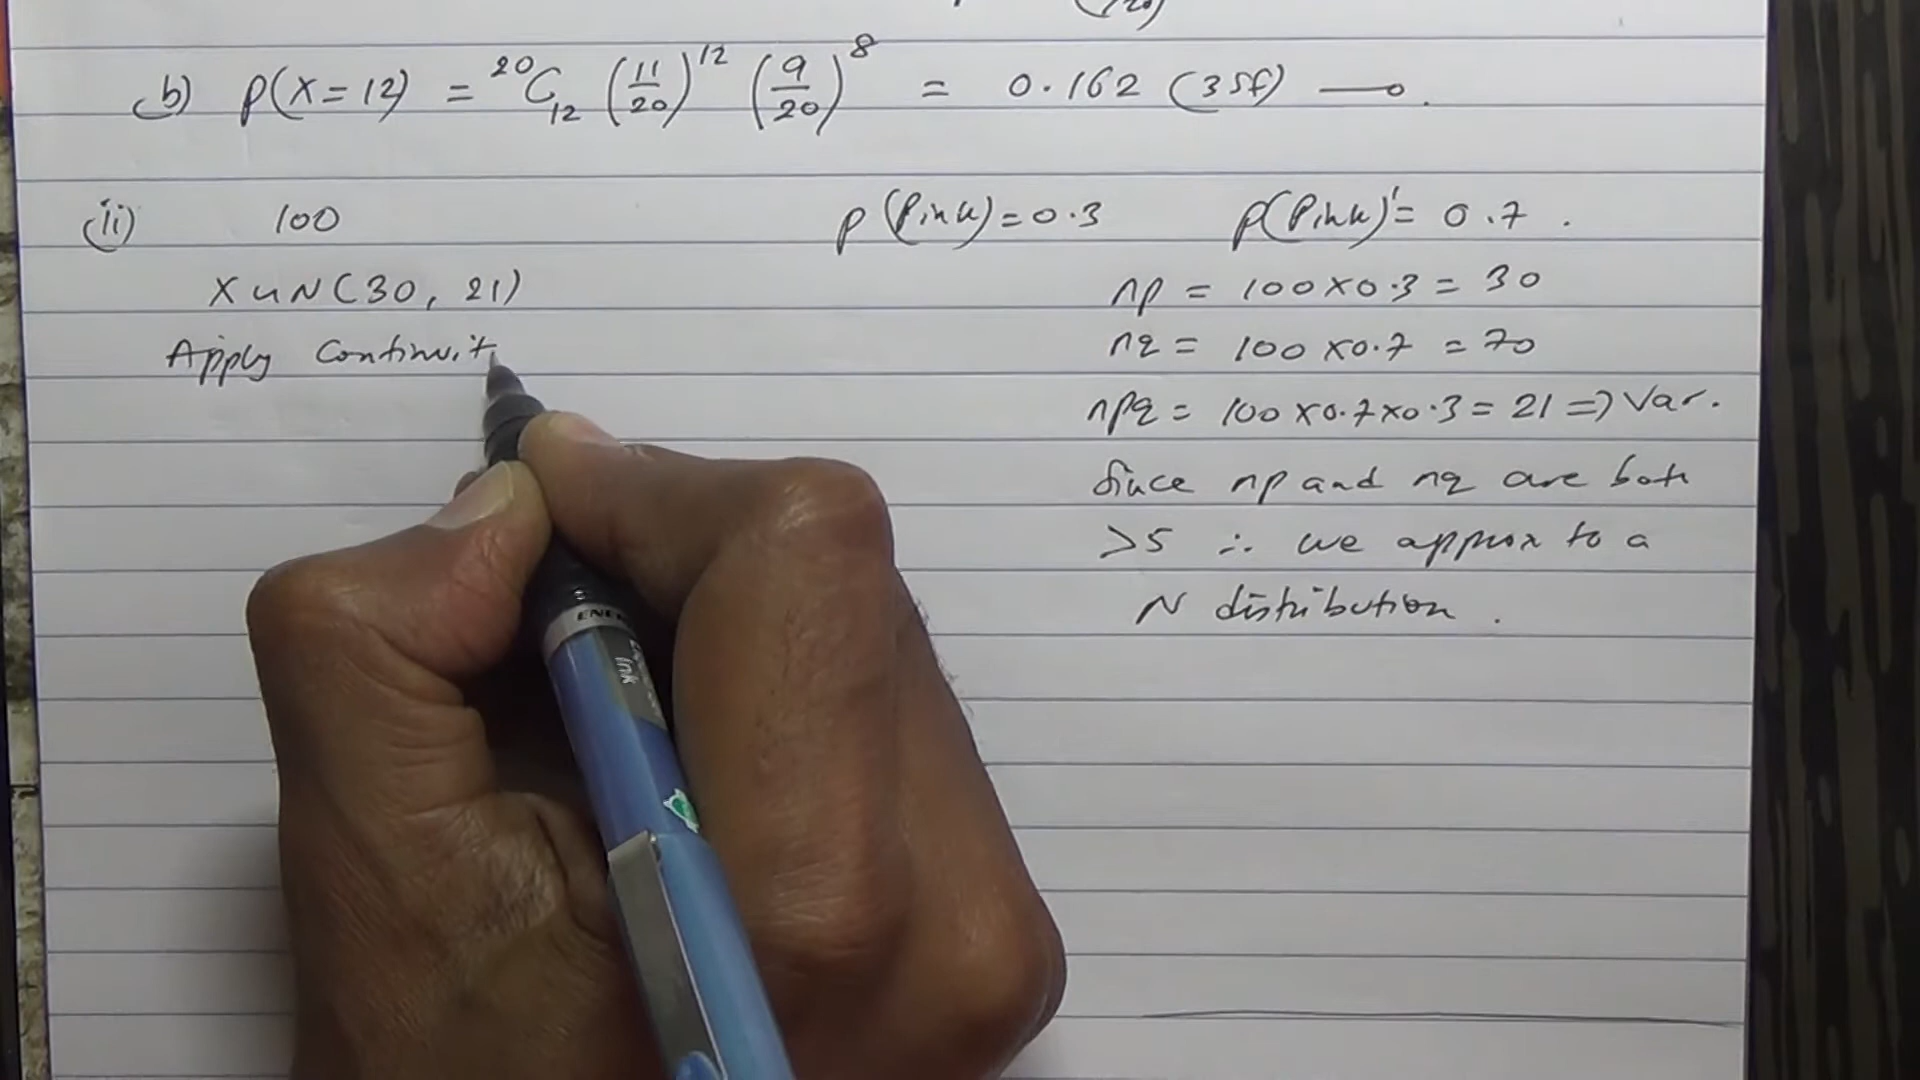 b) P(X=12) = ²⁰C₁₂ (11/20)¹² (9/20)⁸ = 0.162 (3sf)
(ii) 100
X ~ N(30, 21)
Apply Continuit
P(Pink) = 0.3 P(Pink)' = 0.7.
np = 100 x 0.3 = 30
nq = 100 x 0.7 = 70
npq = 100 x 0.7 x 0.3 = 21 => Var.
Since np and nq are both
>5 ∴ we approx to a
N distribution.
Ink